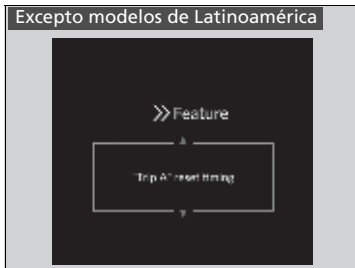 Excepto modelos de Latinoamérica
Feature
"Trip A" reset timing